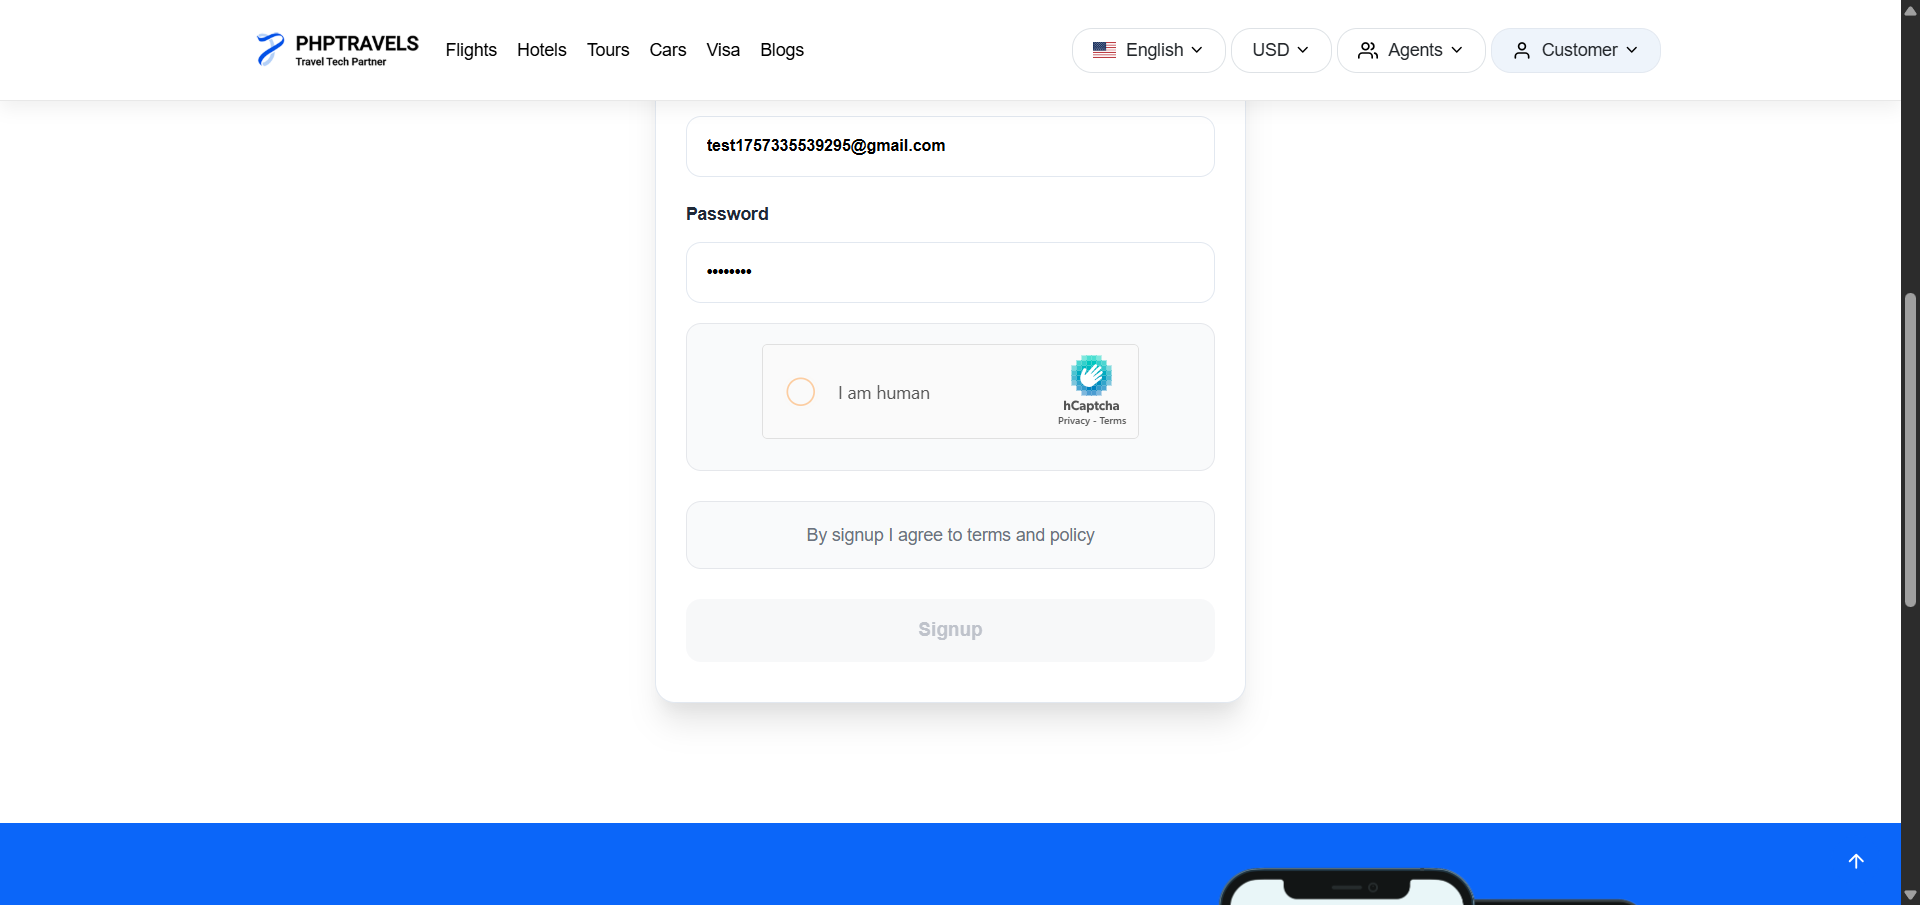 PHPTRAVELS
Travel Tech Partner
Flights Hotels Tours Cars Visa Blogs
English USD Agents Customer
test1757335539295@gmail.com
Password
••••••••
I am human
hCaptcha
Privacy - Terms
By signup I agree to terms and policy
Signup